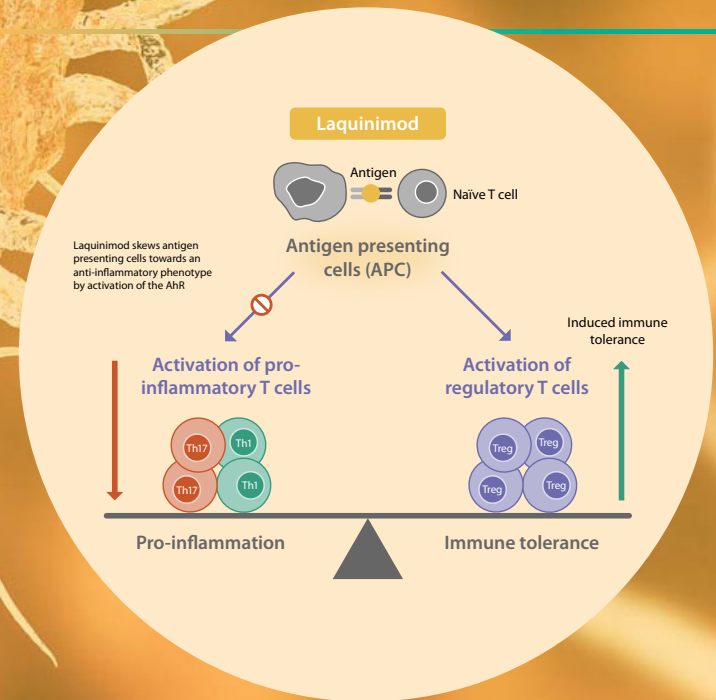 Laquinimod
Antigen
Naïve T cell
Antigen presenting
cells (APC)
Laquinimod skews antigen
presenting cells towards an
anti-inflammatory phenotype
by activation of the AhR
Induced immune
tolerance
Activation of pro-
inflammatory T cells
Activation of
regulatory T cells
Th17
Th1
Th17
Th1
Treg
Treg
Treg
Treg
Pro-inflammation
Immune tolerance